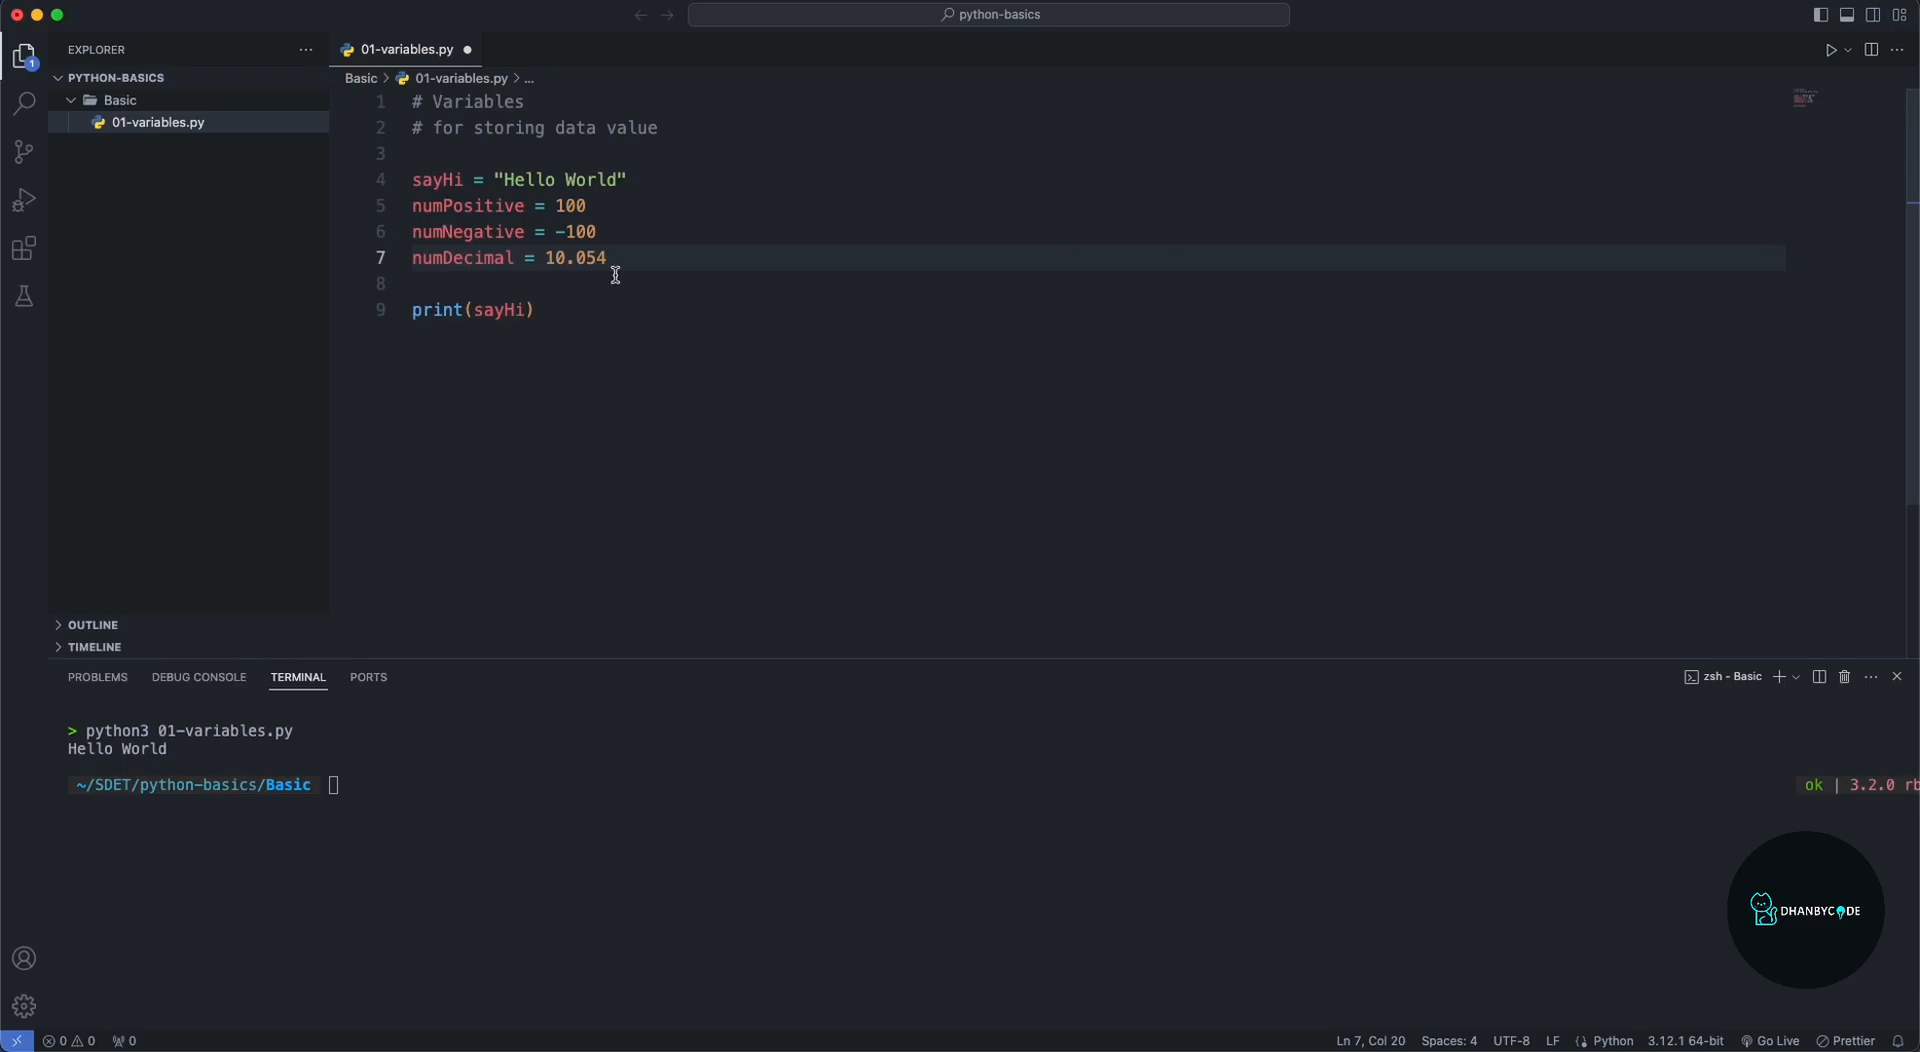 python-basics
EXPLORER
01-variables.py
PYTHON-BASICS
Basic
01-variables.py
Basic > 01-variables.py > ...
1 # Variables
2 # for storing data value
3
4 sayHi = "Hello World"
5 numPositive = 100
6 numNegative = -100
7 numDecimal = 10.054
8
9 print(sayHi)
1
OUTLINE
TIMELINE
PROBLEMS DEBUG CONSOLE TERMINAL PORTS
zsh - Basic
> python3 01-variables.py
Hello World
~/SDET/python-basics/Basic
ok | 3.2.0 rb
DHANBYCODE
0 0 0
Ln 7, Col 20 Spaces: 4 UTF-8 LF Python 3.12.1 64-bit Go Live Prettier